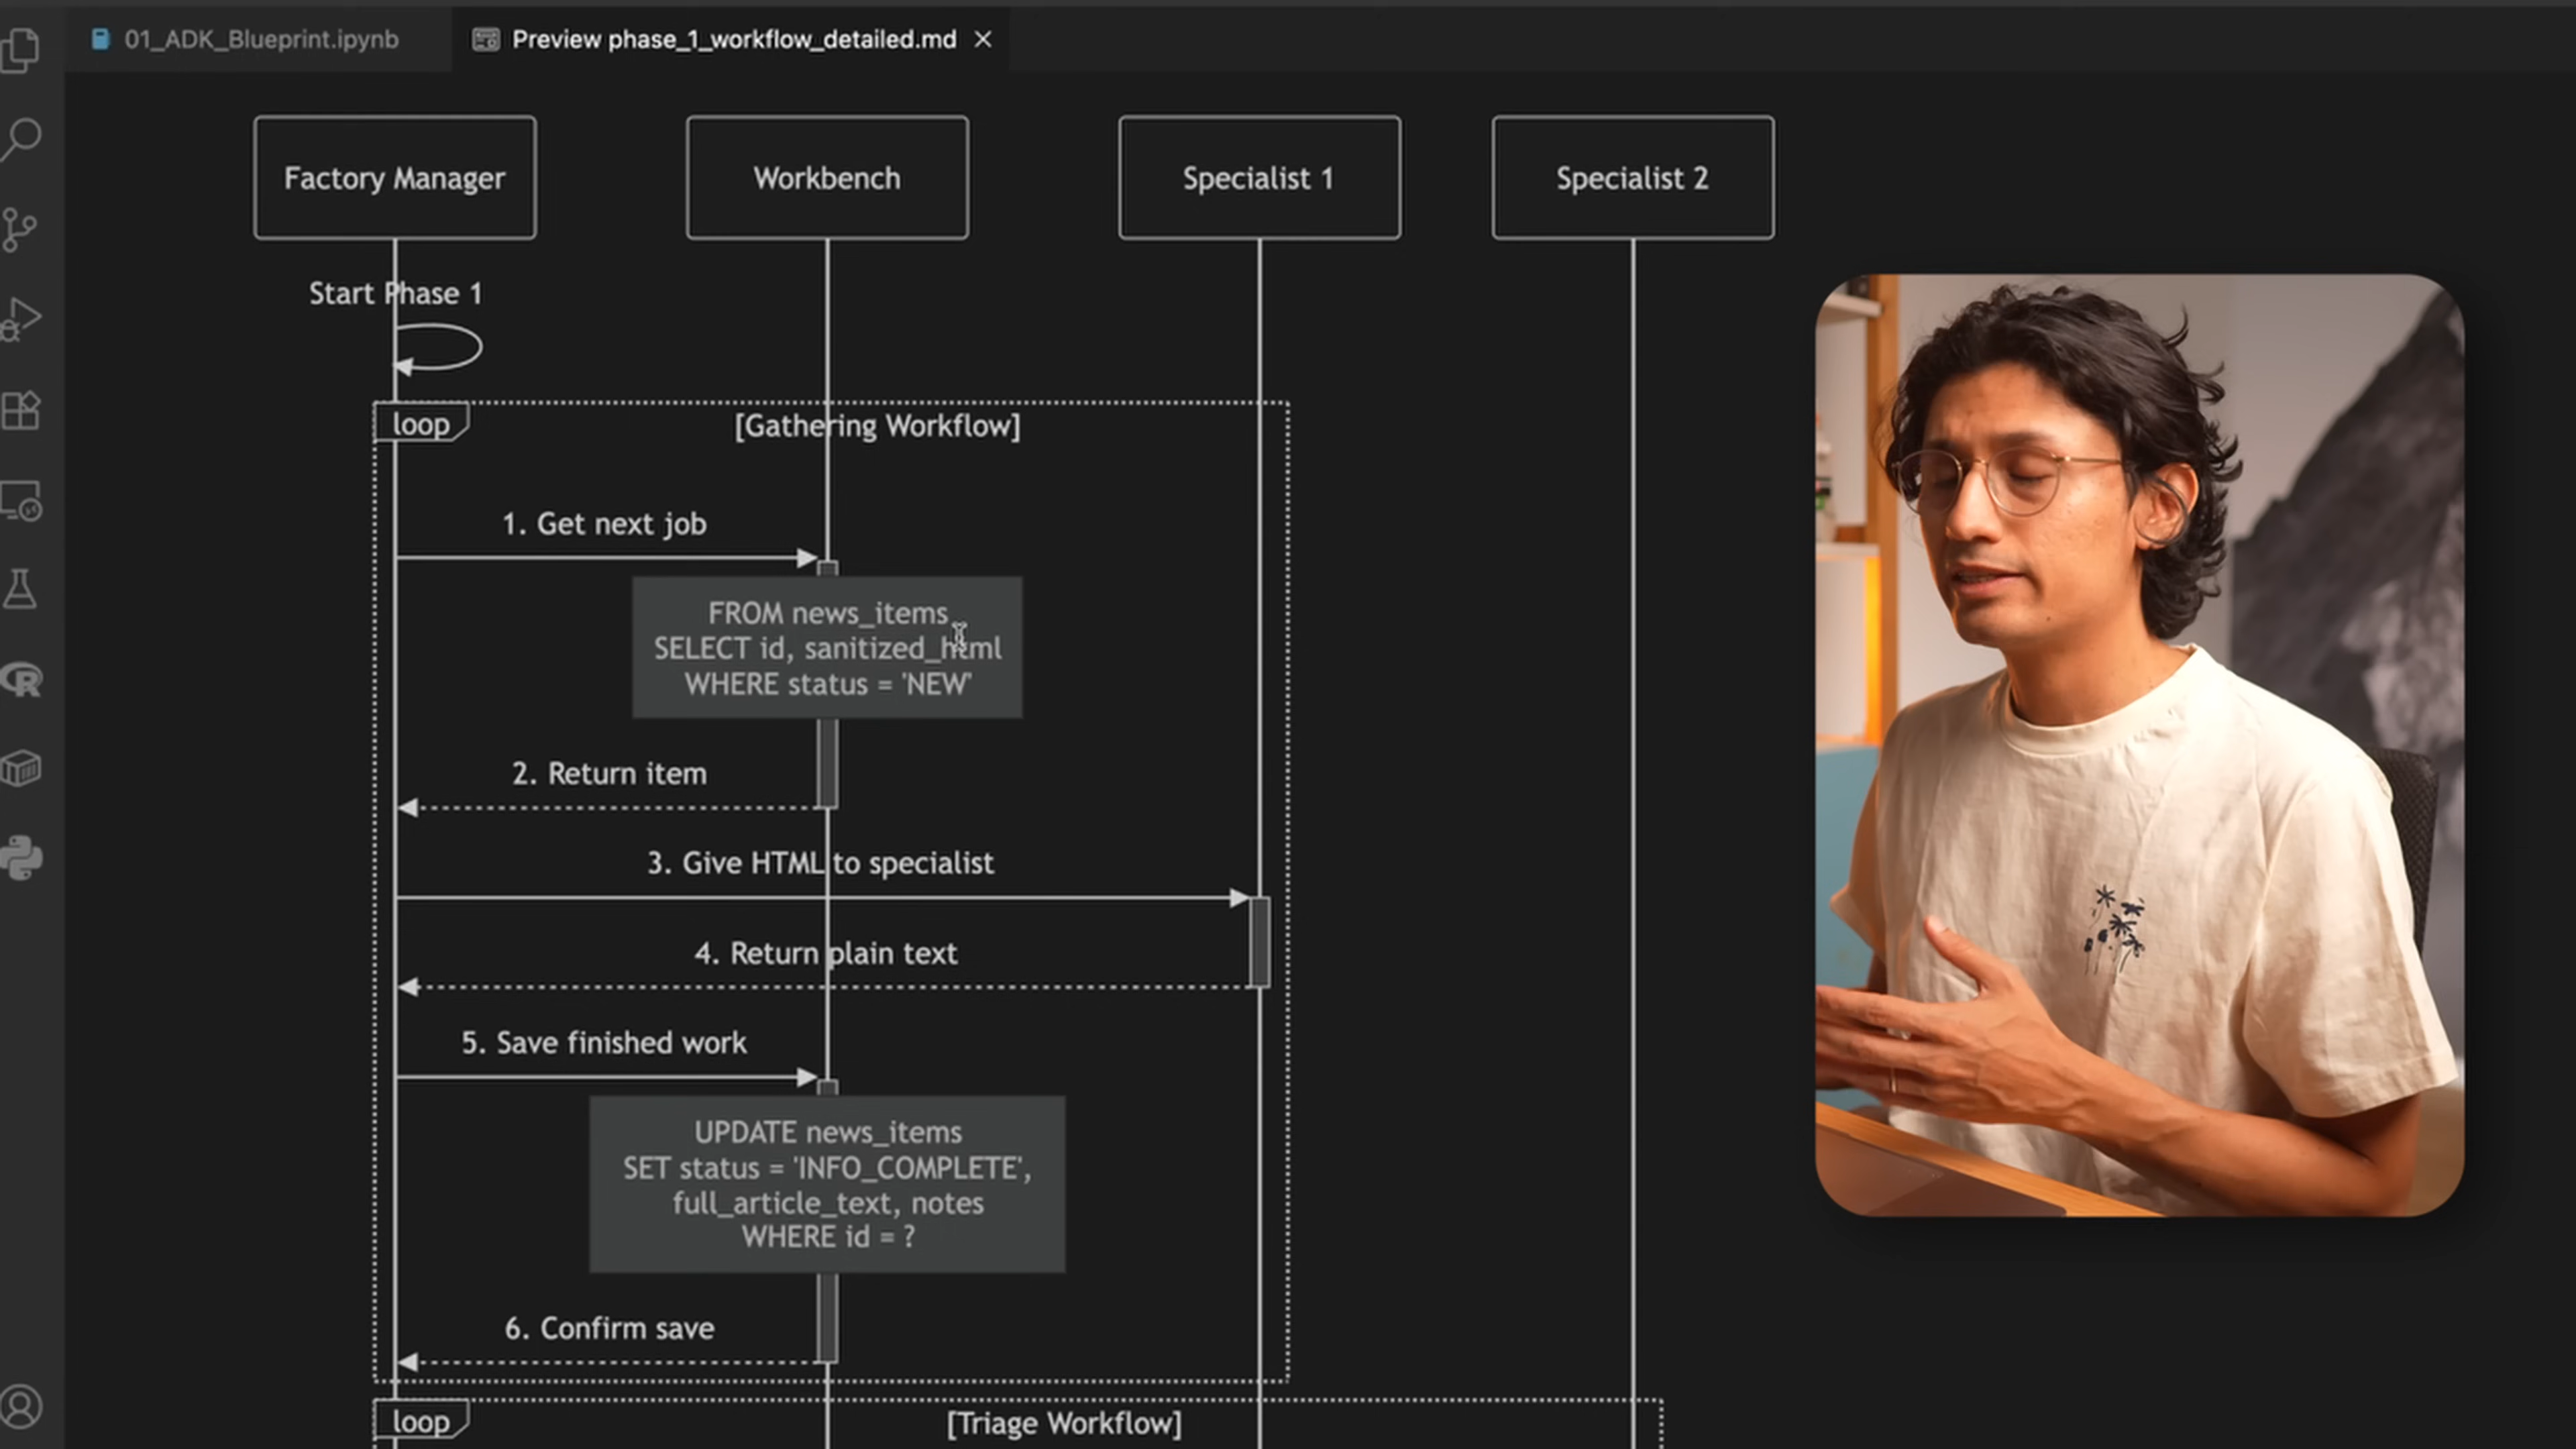 01_ADK_Blueprint.ipynb
Preview phase_1_workflow_detailed.md
Factory Manager
Workbench
Specialist 1
Specialist 2
Start Phase 1
loop
[Gathering Workflow]
1. Get next job
FROM news_items
SELECT id, sanitized_html
WHERE status = 'NEW'
2. Return item
3. Give HTML to specialist
4. Return plain text
5. Save finished work
UPDATE news_items
SET status = 'INFO_COMPLETE',
full_article_text, notes
WHERE id = ?
6. Confirm save
loop
[Triage Workflow]